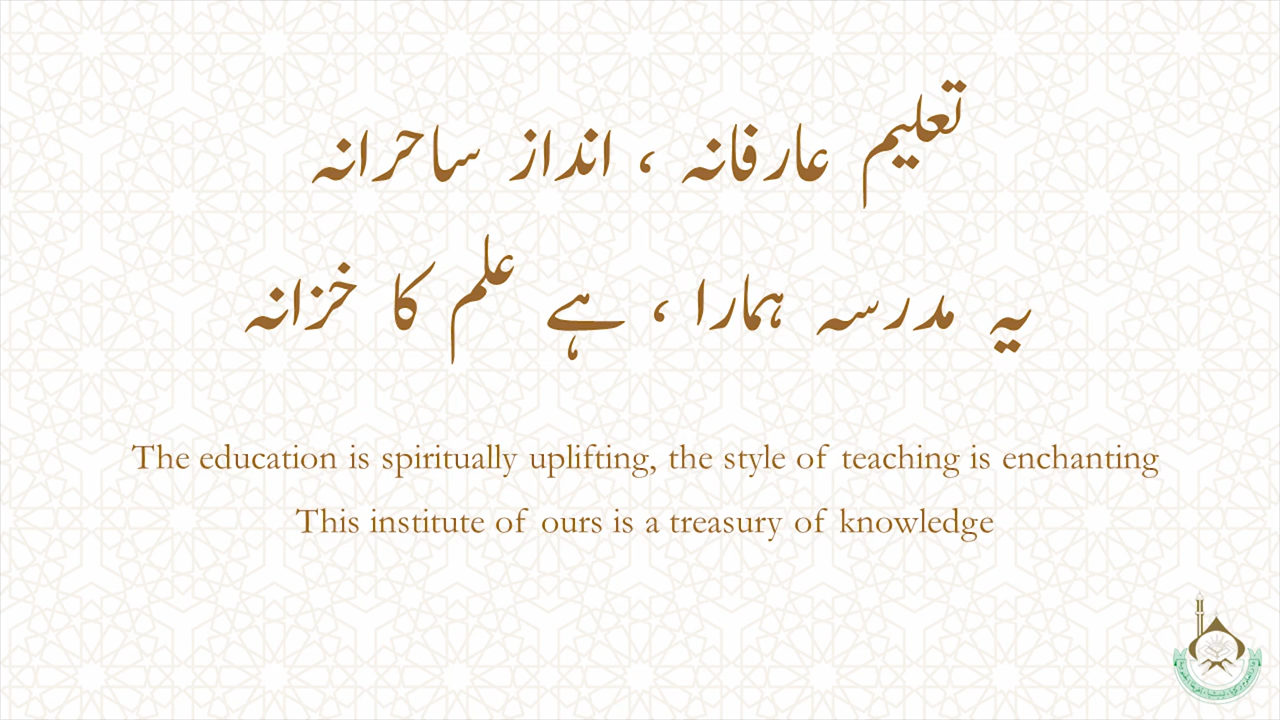 تعلیم عارفانہ ، انداز ساحرانہ
یہ مدرسہ ہمارا ، ہے علم کا خزانہ
The education is spiritually uplifting, the style of teaching is enchanting
This institute of ours is a treasury of knowledge